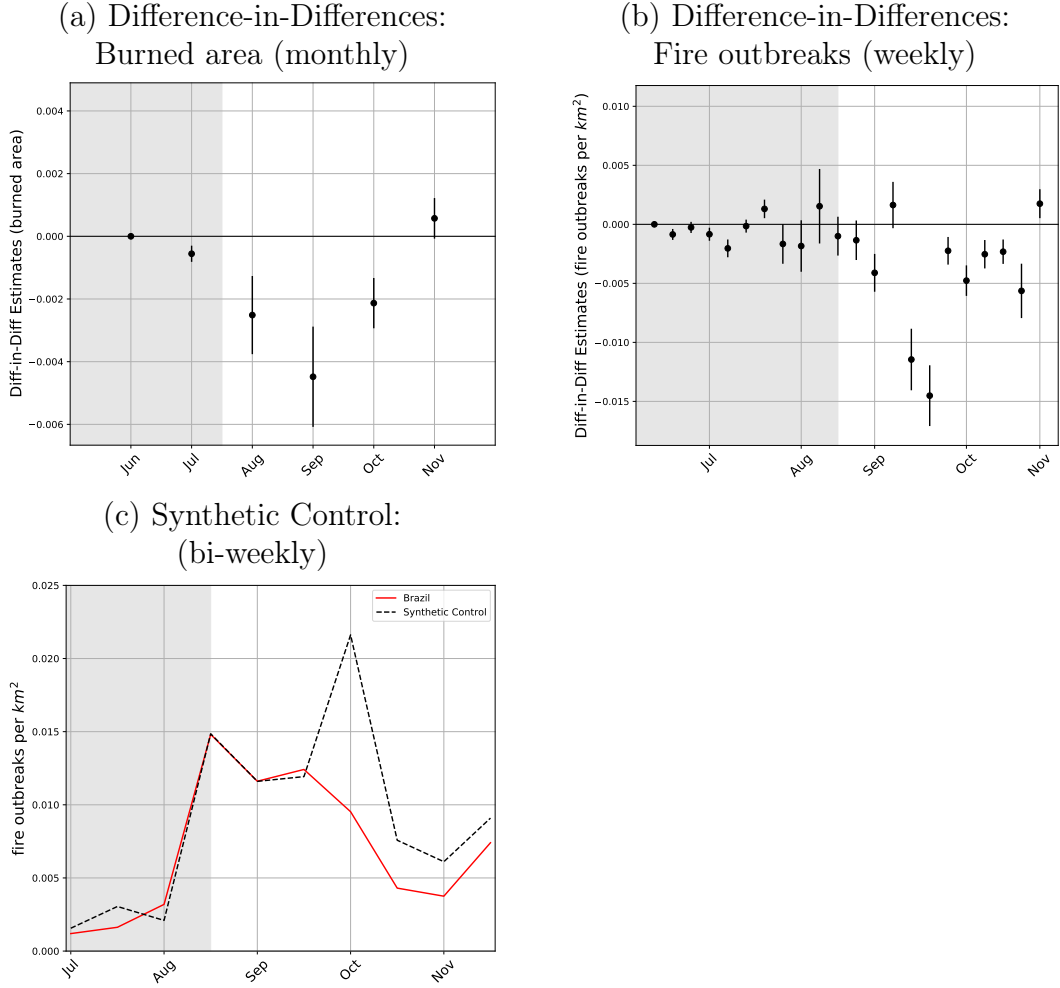 (a) Difference-in-Differences:
Burned area (monthly)
0.004
0.002
0.000
−0.002
−0.004
−0.006
Diff-in-Diff Estimates (burned area)
Jun
Jul
Aug
Sep
Oct
Nov
(b) Difference-in-Differences:
Fire outbreaks (weekly)
0.010
0.005
0.000
−0.005
−0.010
−0.015
Diff-in-Diff Estimates (fire outbreaks per km²)
Jul
Aug
Sep
Oct
Nov
(c) Synthetic Control:
(bi-weekly)
0.025
0.020
0.015
0.010
0.005
0.000
fire outbreaks per km²
Brazil
Synthetic Control
Jul
Aug
Sep
Oct
Nov